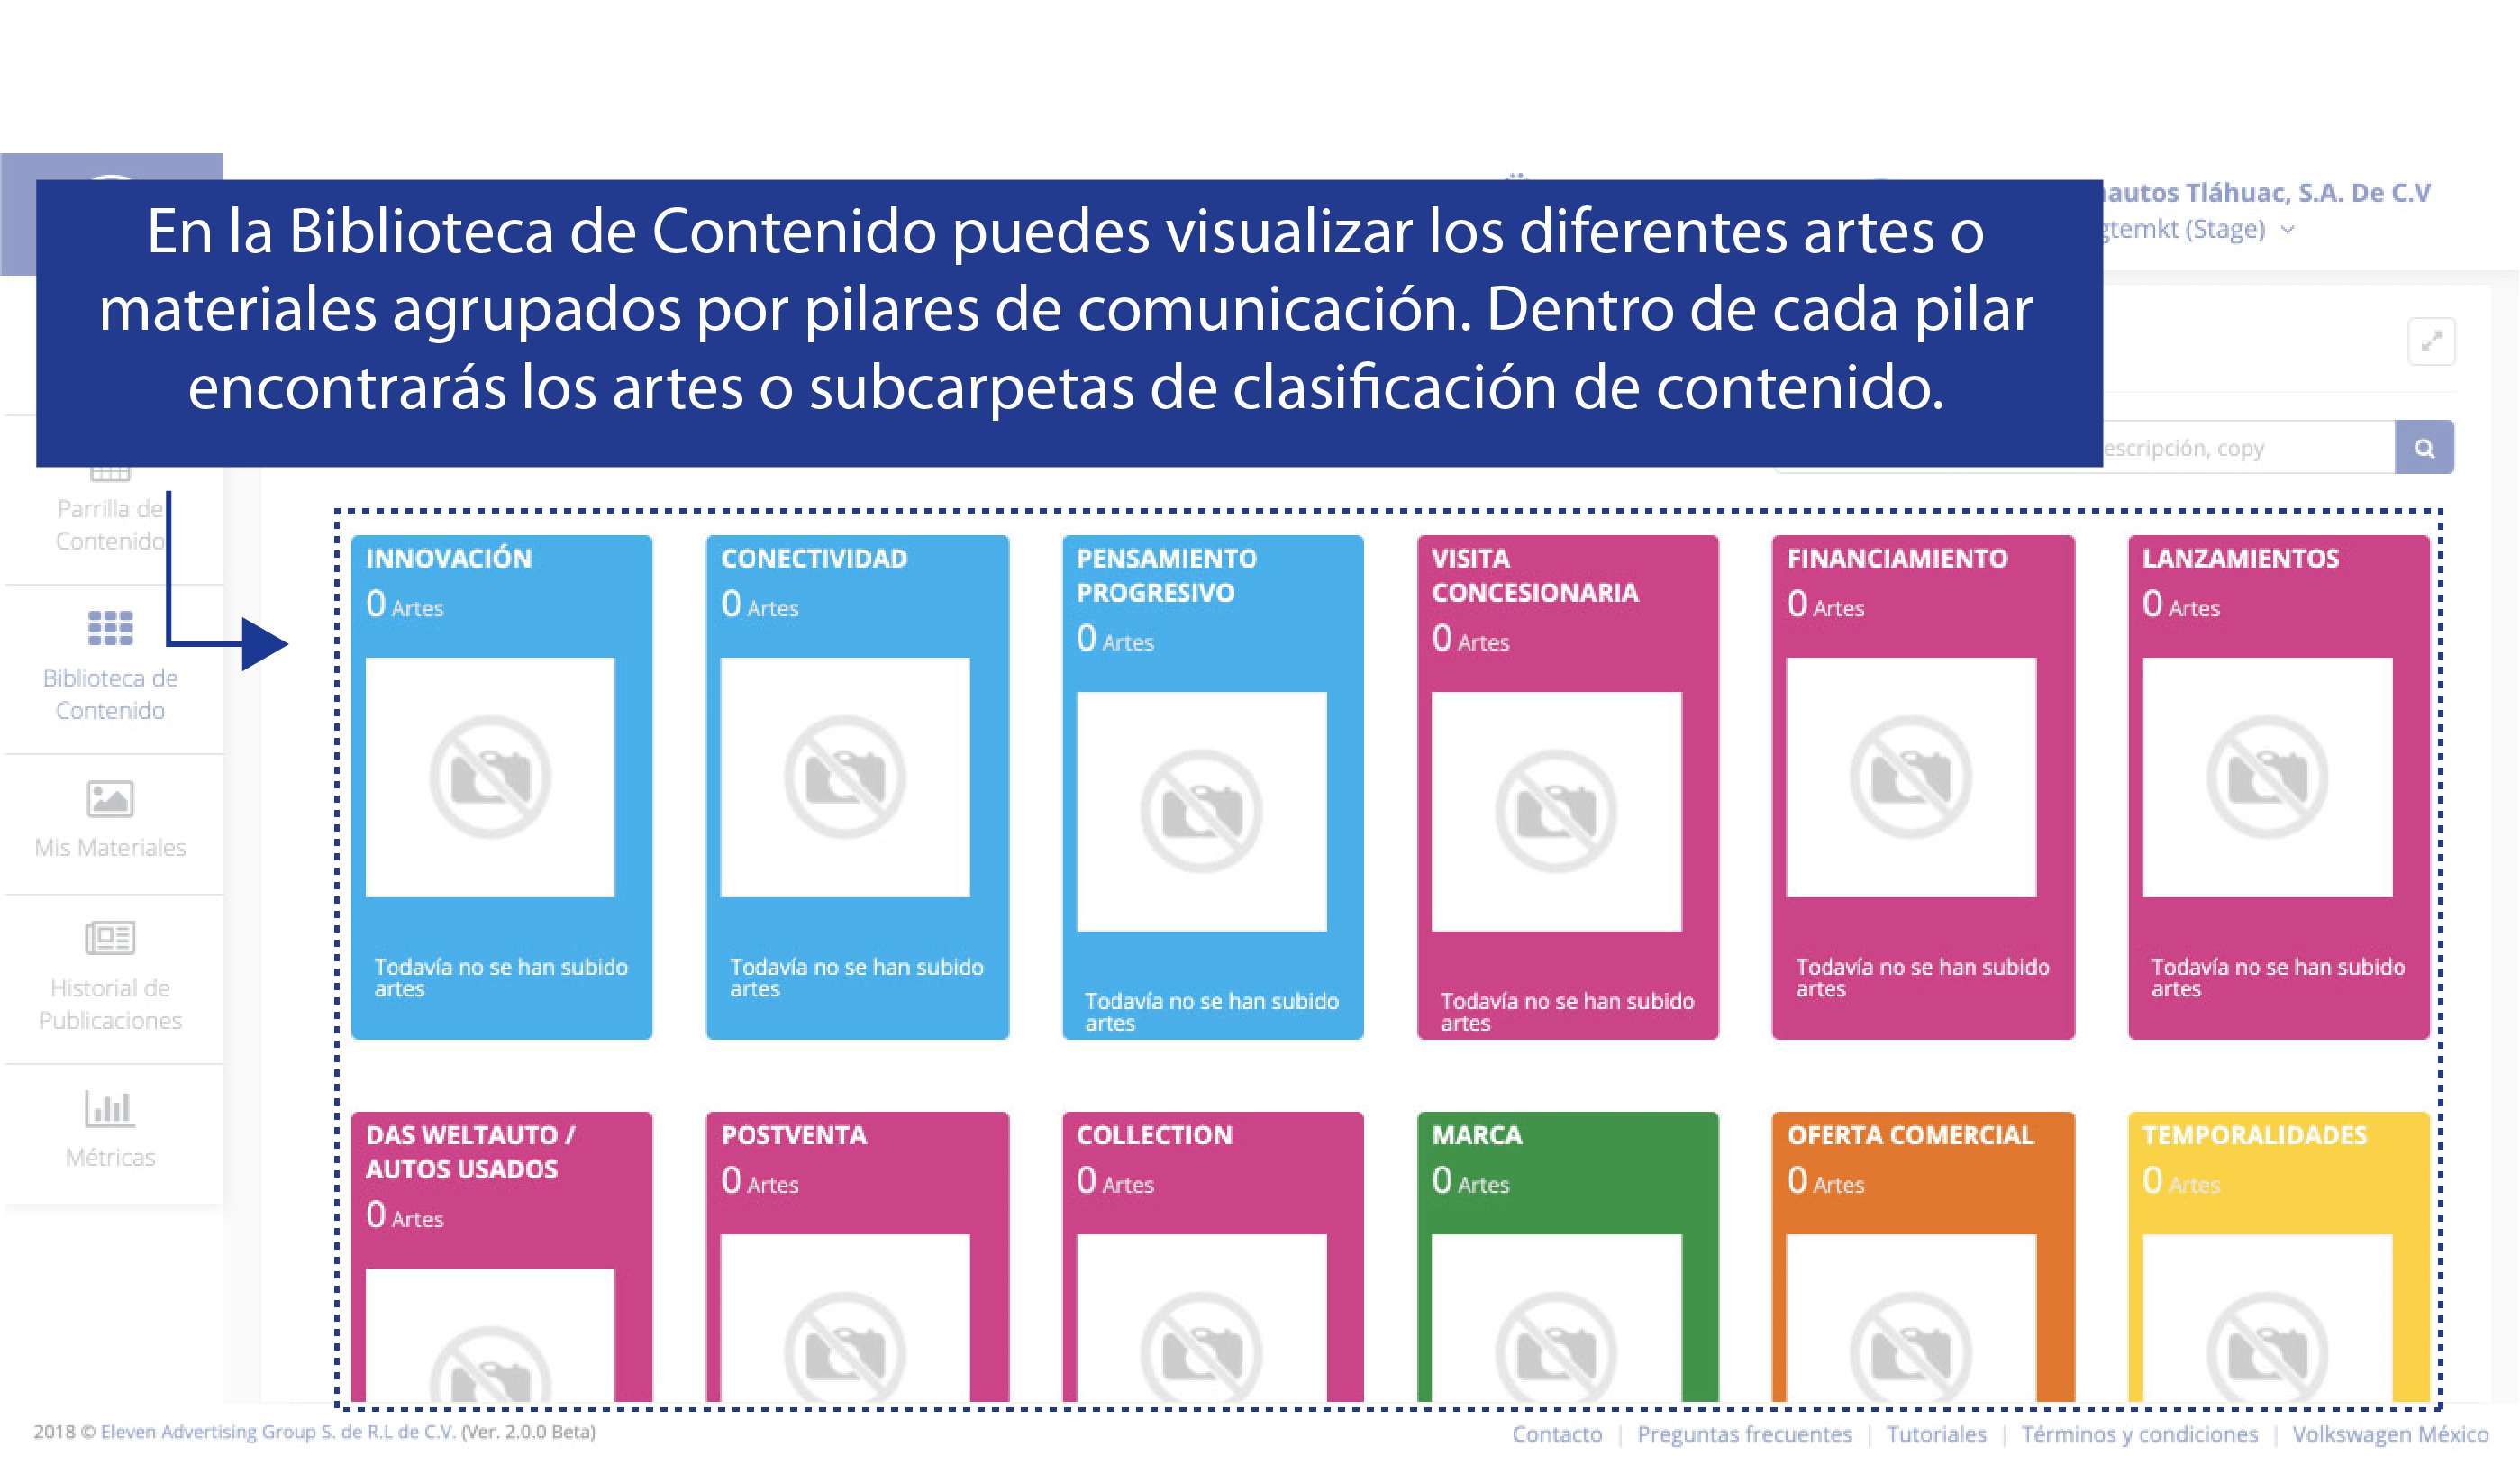 En la Biblioteca de Contenido puedes visualizar los diferentes artes o
materiales agrupados por pilares de comunicación. Dentro de cada pilar
encontrarás los artes o subcarpetas de clasificación de contenido.
Tláhuac, S.A. De C.V
(Stage)
copy
Parrilla de
Contenido
Biblioteca de
Contenido
Mis Materiales
Historial de
Publicaciones
Métricas
INNOVACIÓN
0 Artes
Todavía no se han subido
artes
CONECTIVIDAD
0 Artes
Todavía no se han subido
artes
PENSAMIENTO
PROGRESIVO
0 Artes
Todavía no se han subido
artes
VISITA
CONCESIONARIA
0 Artes
Todavía no se han subido
artes
FINANCIAMIENTO
0 Artes
Todavía no se han subido
artes
LANZAMIENTOS
0 Artes
Todavía no se han subido
artes
DAS WELTAUTO /
AUTOS USADOS
0 Artes
POSTVENTA
0 Artes
COLLECTION
0 Artes
MARCA
0 Artes
OFERTA COMERCIAL
0 Artes
TEMPORALIDADES
0 Artes
2018 © Eleven Advertising Group S. de R.L de C.V. (Ver. 2.0.0 Beta)
Contacto | Preguntas frecuentes | Tutoriales | Términos y condiciones | Volkswagen México